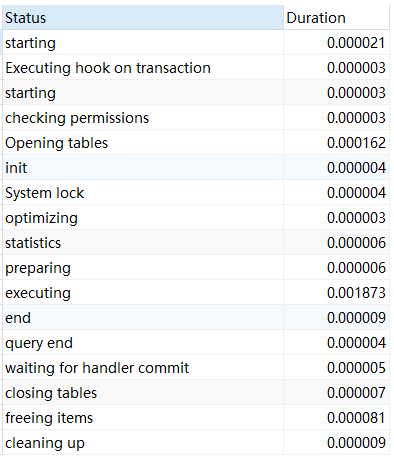 Status Duration
starting 0.000021
Executing hook on transaction 0.000003
starting 0.000003
checking permissions 0.000003
Opening tables 0.000162
init 0.000004
System lock 0.000004
optimizing 0.000003
statistics 0.000006
preparing 0.000006
executing 0.001873
end 0.000009
query end 0.000004
waiting for handler commit 0.000005
closing tables 0.000007
freeing items 0.000081
cleaning up 0.000009